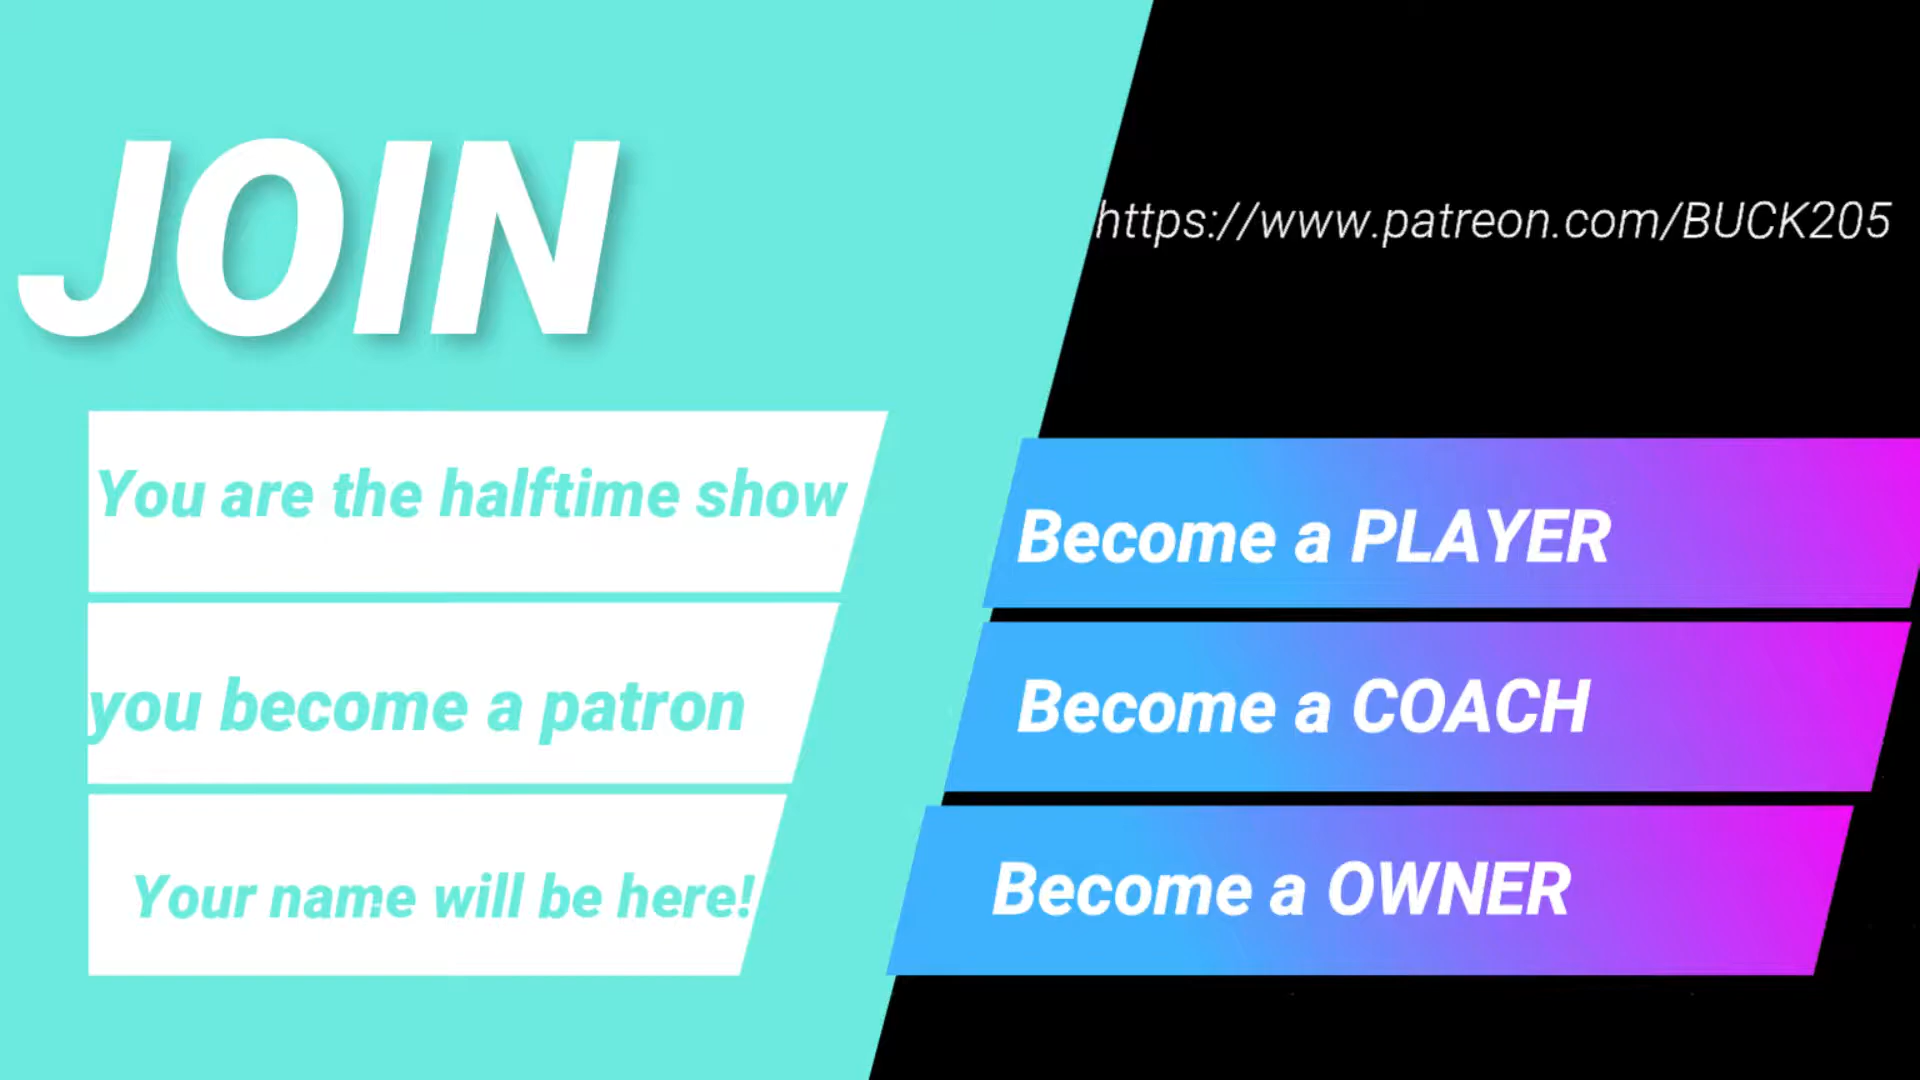 JOIN
You are the halftime show
you become a patron
Your name will be here!
https://www.patreon.com/BUCK205
Become a PLAYER
Become a COACH
Become a OWNER